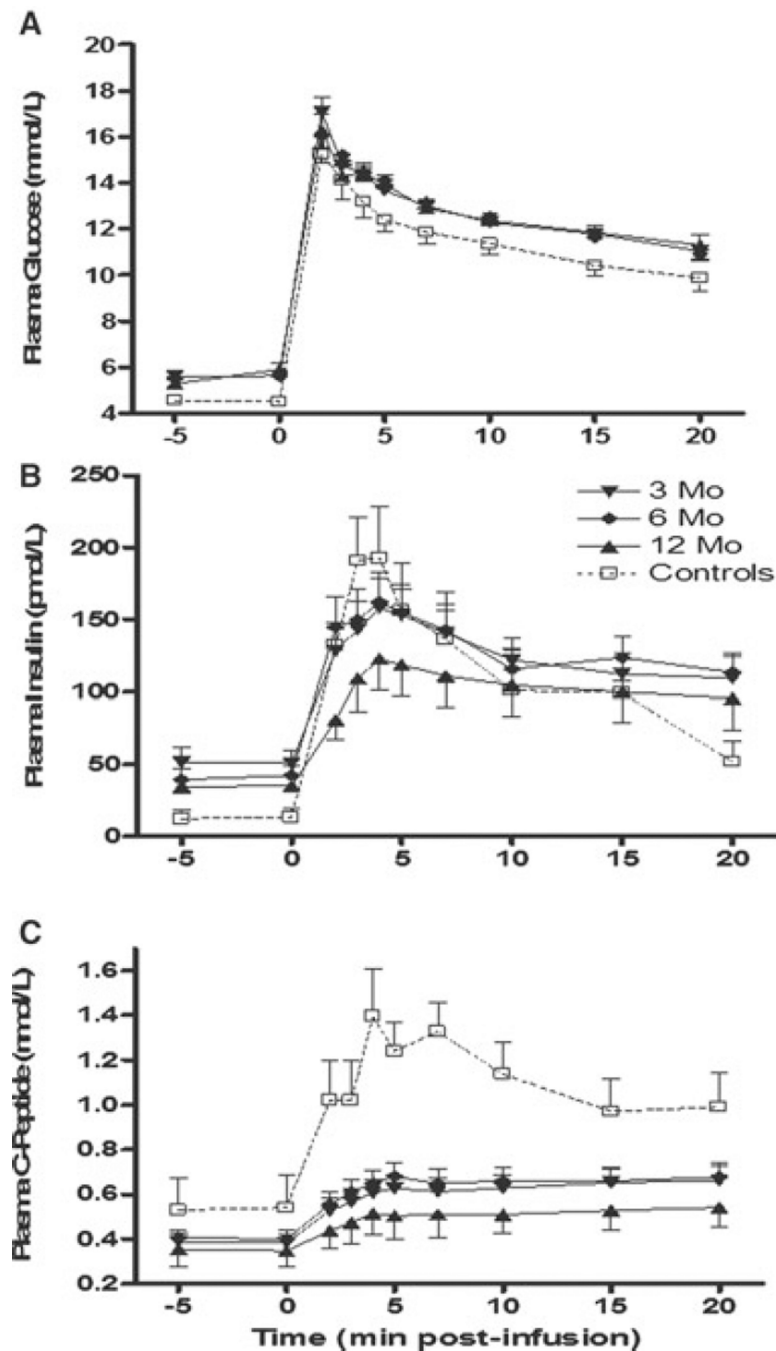 A
Plasma Glucose (mmol/L)
20
18
16
14
12
10
8
6
4
-5 0 5 10 15 20
B
Plasma Insulin (pmol/L)
250
200
150
100
50
0
3 Mo
6 Mo
12 Mo
Controls
-5 0 5 10 15 20
C
Plasma C-Peptide (nmol/L)
1.6
1.4
1.2
1.0
0.8
0.6
0.4
0.2
-5 0 5 10 15 20
Time (min post-infusion)